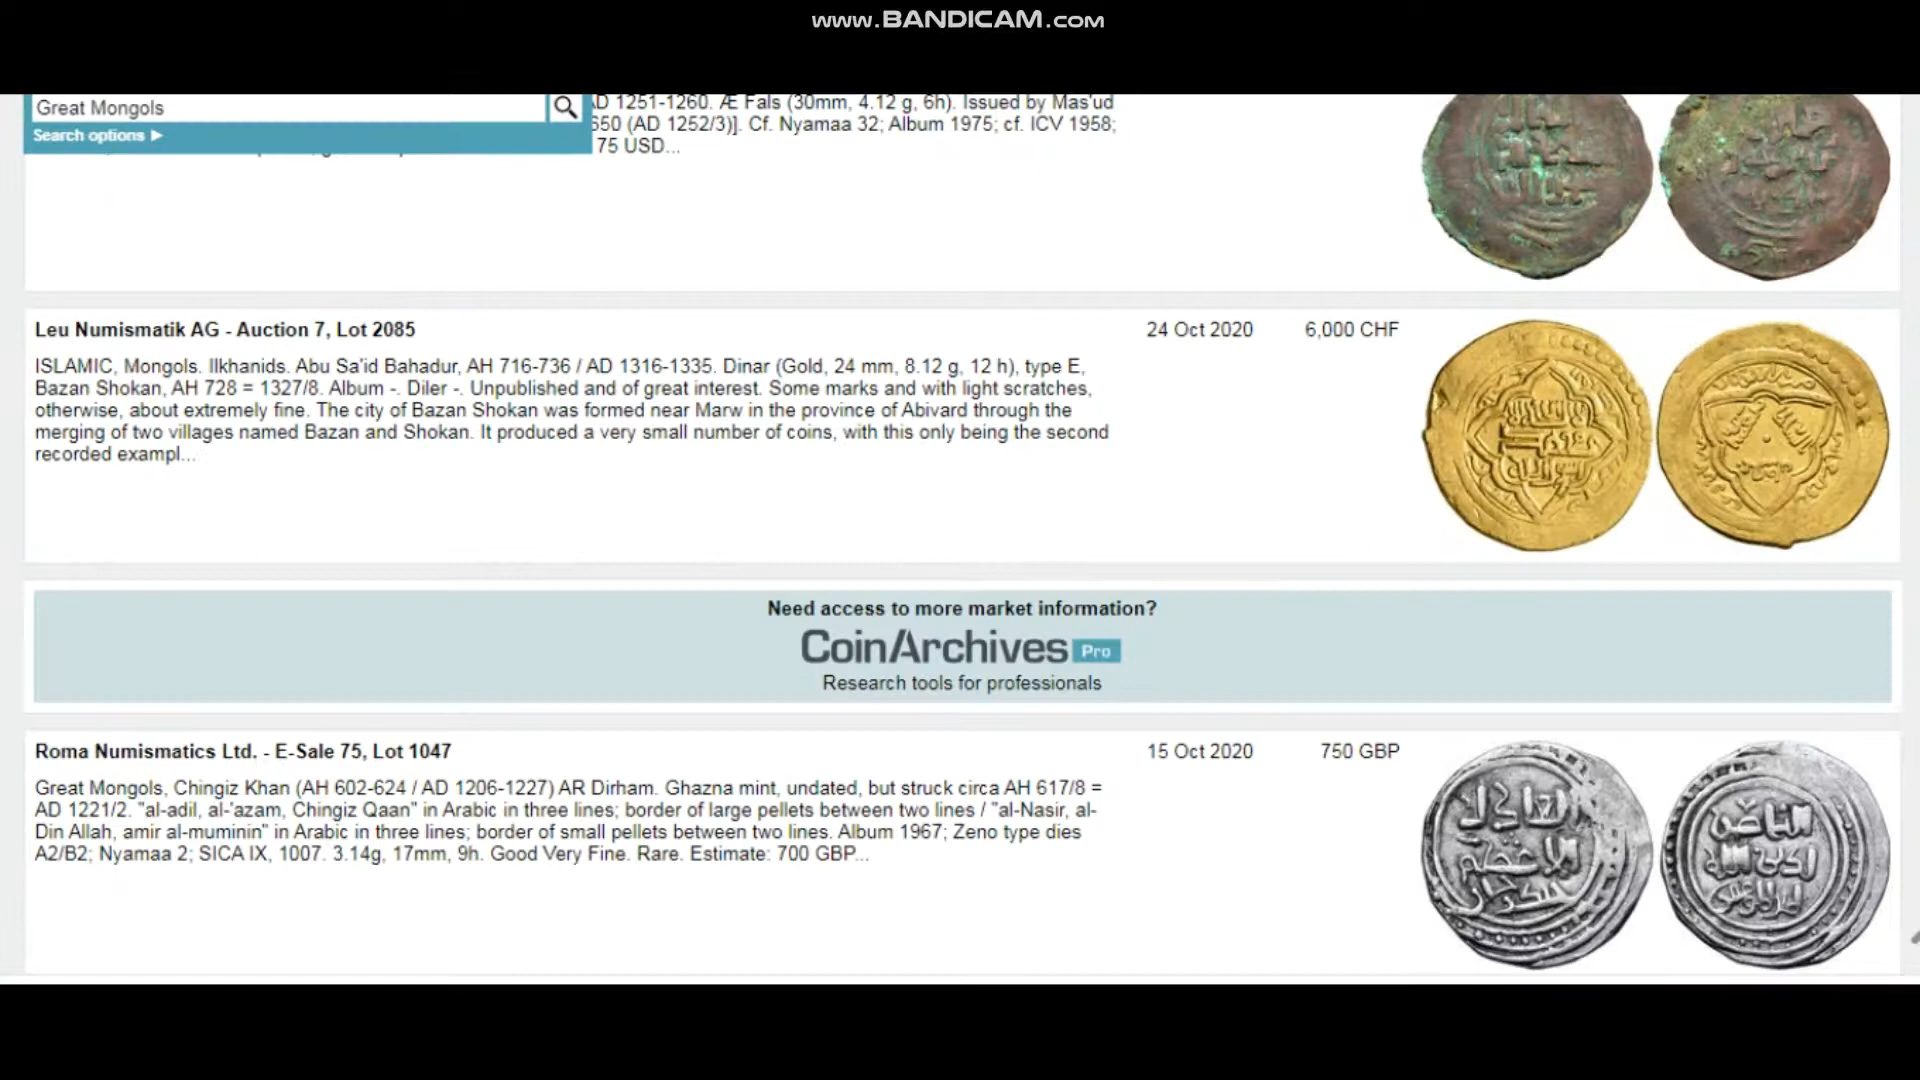 www.BANDICAM.com
Great Mongols
Search options ▶
AD 1251-1260. Æ Fals (30mm, 4.12 g, 6h). Issued by Mas'ud
650 (AD 1252/3)]. Cf. Nyamaa 32; Album 1975; cf. ICV 1958;
75 USD...
Leu Numismatik AG - Auction 7, Lot 2085
24 Oct 2020
6,000 CHF
ISLAMIC, Mongols. Ilkhanids. Abu Sa'id Bahadur, AH 716-736 / AD 1316-1335. Dinar (Gold, 24 mm, 8.12 g, 12 h), type E,
Bazan Shokan, AH 728 = 1327/8. Album -. Diler -. Unpublished and of great interest. Some marks and with light scratches,
otherwise, about extremely fine. The city of Bazan Shokan was formed near Marw in the province of Abivard through the
merging of two villages named Bazan and Shokan. It produced a very small number of coins, with this only being the second
recorded exampl...
Need access to more market information?
CoinArchives Pro
Research tools for professionals
Roma Numismatics Ltd. - E-Sale 75, Lot 1047
15 Oct 2020
750 GBP
Great Mongols, Chingiz Khan (AH 602-624 / AD 1206-1227) AR Dirham. Ghazna mint, undated, but struck circa AH 617/8 =
AD 1221/2. "al-adil, al-'azam, Chingiz Qaan" in Arabic in three lines; border of large pellets between two lines / "al-Nasir, al-
Din Allah, amir al-muminin" in Arabic in three lines; border of small pellets between two lines. Album 1967; Zeno type dies
A2/B2; Nyamaa 2; SICA IX, 1007. 3.14g, 17mm, 9h. Good Very Fine. Rare. Estimate: 700 GBP...